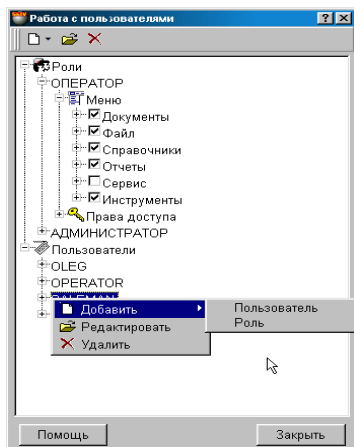 Работа с пользователями
Роли
ОПЕРАТОР
Меню
Документы
Файл
Справочники
Отчеты
Сервис
Инструменты
Права доступа
АДМИНИСТРАТОР
Пользователи
OLEG
OPERATOR
Добавить
Пользователь
Роль
Редактировать
Удалить
Помощь
Закрыть